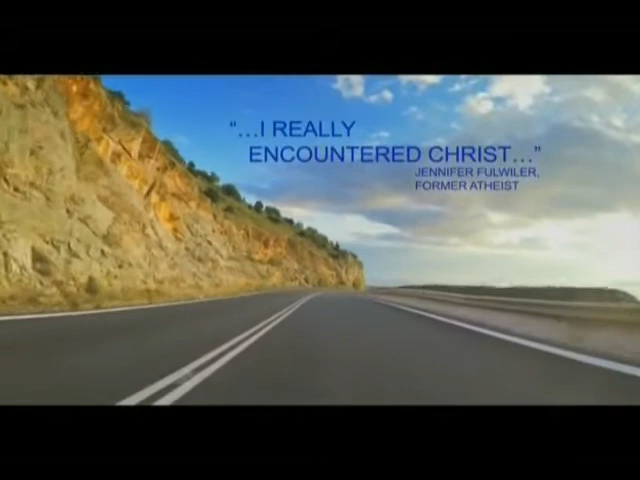 “...I REALLY
ENCOUNTERED CHRIST...”
JENNIFER FULWILER,
FORMER ATHEIST